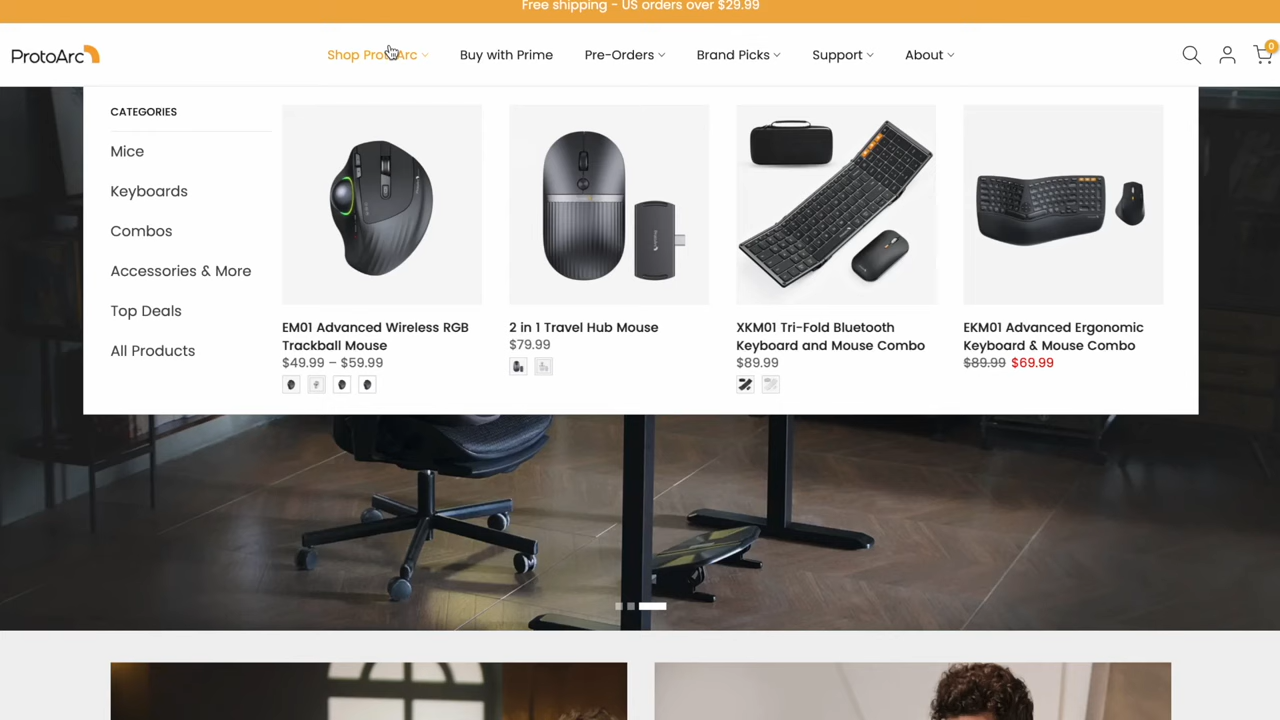 Free shipping - US orders over $29.99
ProtoArc
Shop ProtoArc
Buy with Prime
Pre-Orders
Brand Picks
Support
About
0
CATEGORIES
Mice
Keyboards
Combos
Accessories & More
Top Deals
All Products
EM01 Advanced Wireless RGB
Trackball Mouse
$49.99 – $59.99
2 in 1 Travel Hub Mouse
$79.99
XKM01 Tri-Fold Bluetooth
Keyboard and Mouse Combo
$89.99
EKM01 Advanced Ergonomic
Keyboard & Mouse Combo
$89.99 $69.99